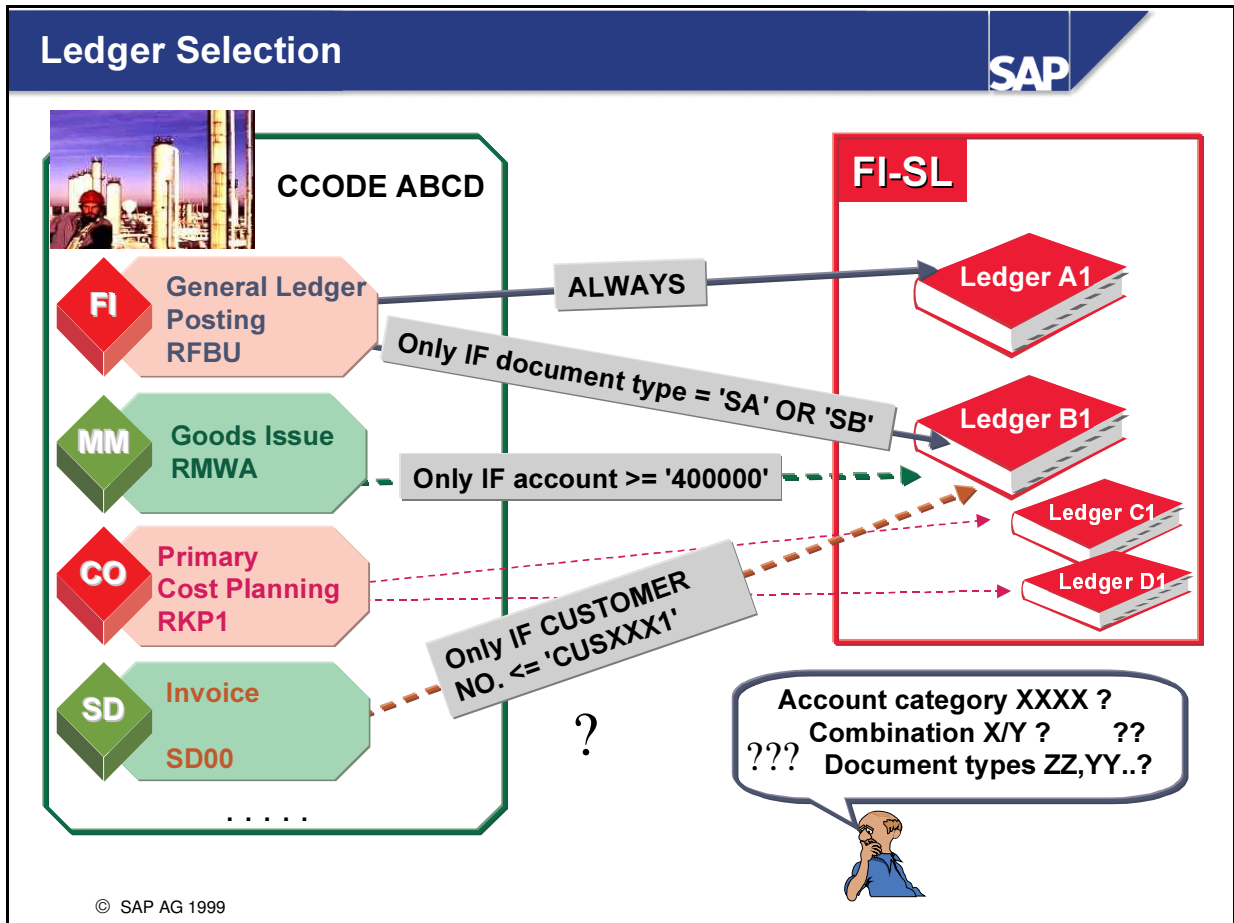 Ledger Selection
SAP
CCODE ABCD
FI-SL
FI
General Ledger
Posting
RFBU
ALWAYS
Ledger A1
Only IF document type = 'SA' OR 'SB'
Ledger B1
MM
Goods Issue
RMWA
Only IF account >= '400000'
Ledger C1
CO
Primary
Cost Planning
RKP1
Ledger D1
Only IF CUSTOMER
NO. <= 'CUSXXX1'
SD
Invoice
SD00
?
Account category XXXX ?
Combination X/Y ? ??
??? Document types ZZ,YY..?
. . . . .
© SAP AG 1999